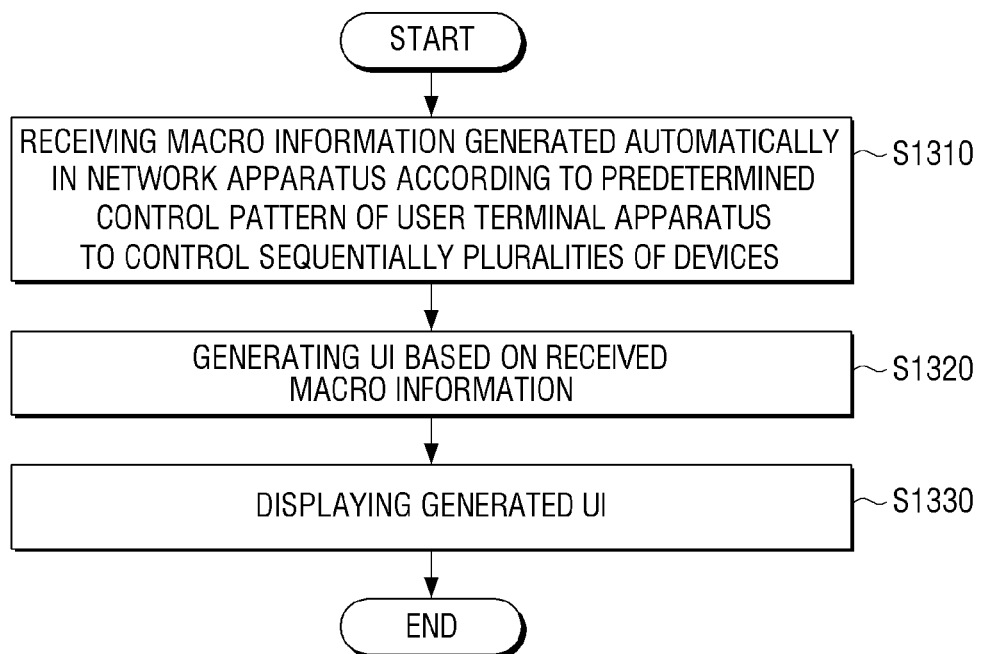 START
RECEIVING MACRO INFORMATION GENERATED AUTOMATICALLY
IN NETWORK APPARATUS ACCORDING TO PREDETERMINED
CONTROL PATTERN OF USER TERMINAL APPARATUS
TO CONTROL SEQUENTIALLY PLURALITIES OF DEVICES
S1310
GENERATING UI BASED ON RECEIVED
MACRO INFORMATION
S1320
DISPLAYING GENERATED UI
S1330
END